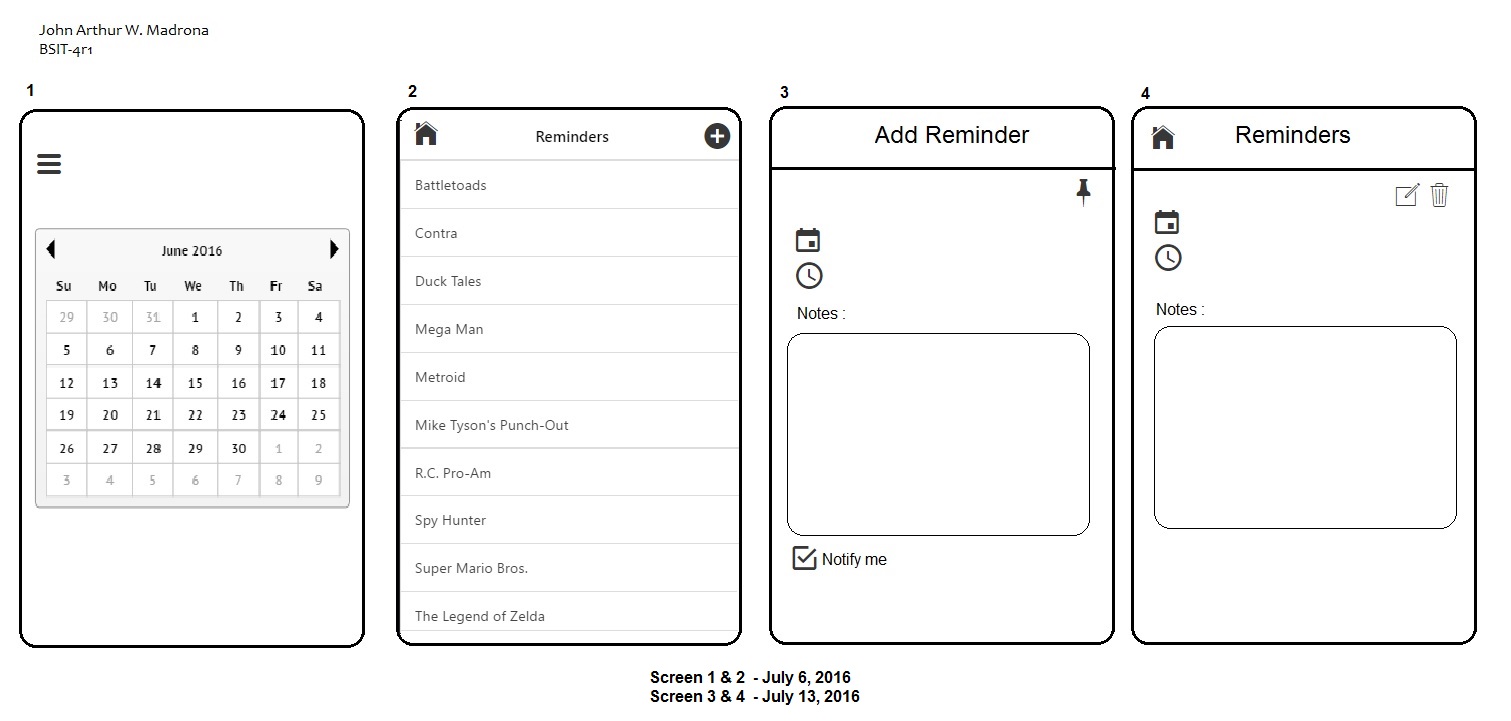 John Arthur W. Madrona
BSIT-4r1
1
June 2016
Su Mo Tu We Th Fr Sa
29 30 31 1 2 3 4
5 6 7 8 9 10 11
12 13 14 15 16 17 18
19 20 21 22 23 24 25
26 27 28 29 30 1 2
3 4 5 6 7 8 9
2
Reminders
Battletoads
Contra
Duck Tales
Mega Man
Metroid
Mike Tyson's Punch-Out
R.C. Pro-Am
Spy Hunter
Super Mario Bros.
The Legend of Zelda
3
Add Reminder
Notes :
Notify me
4
Reminders
Notes :
Screen 1 & 2 - July 6, 2016
Screen 3 & 4 - July 13, 2016